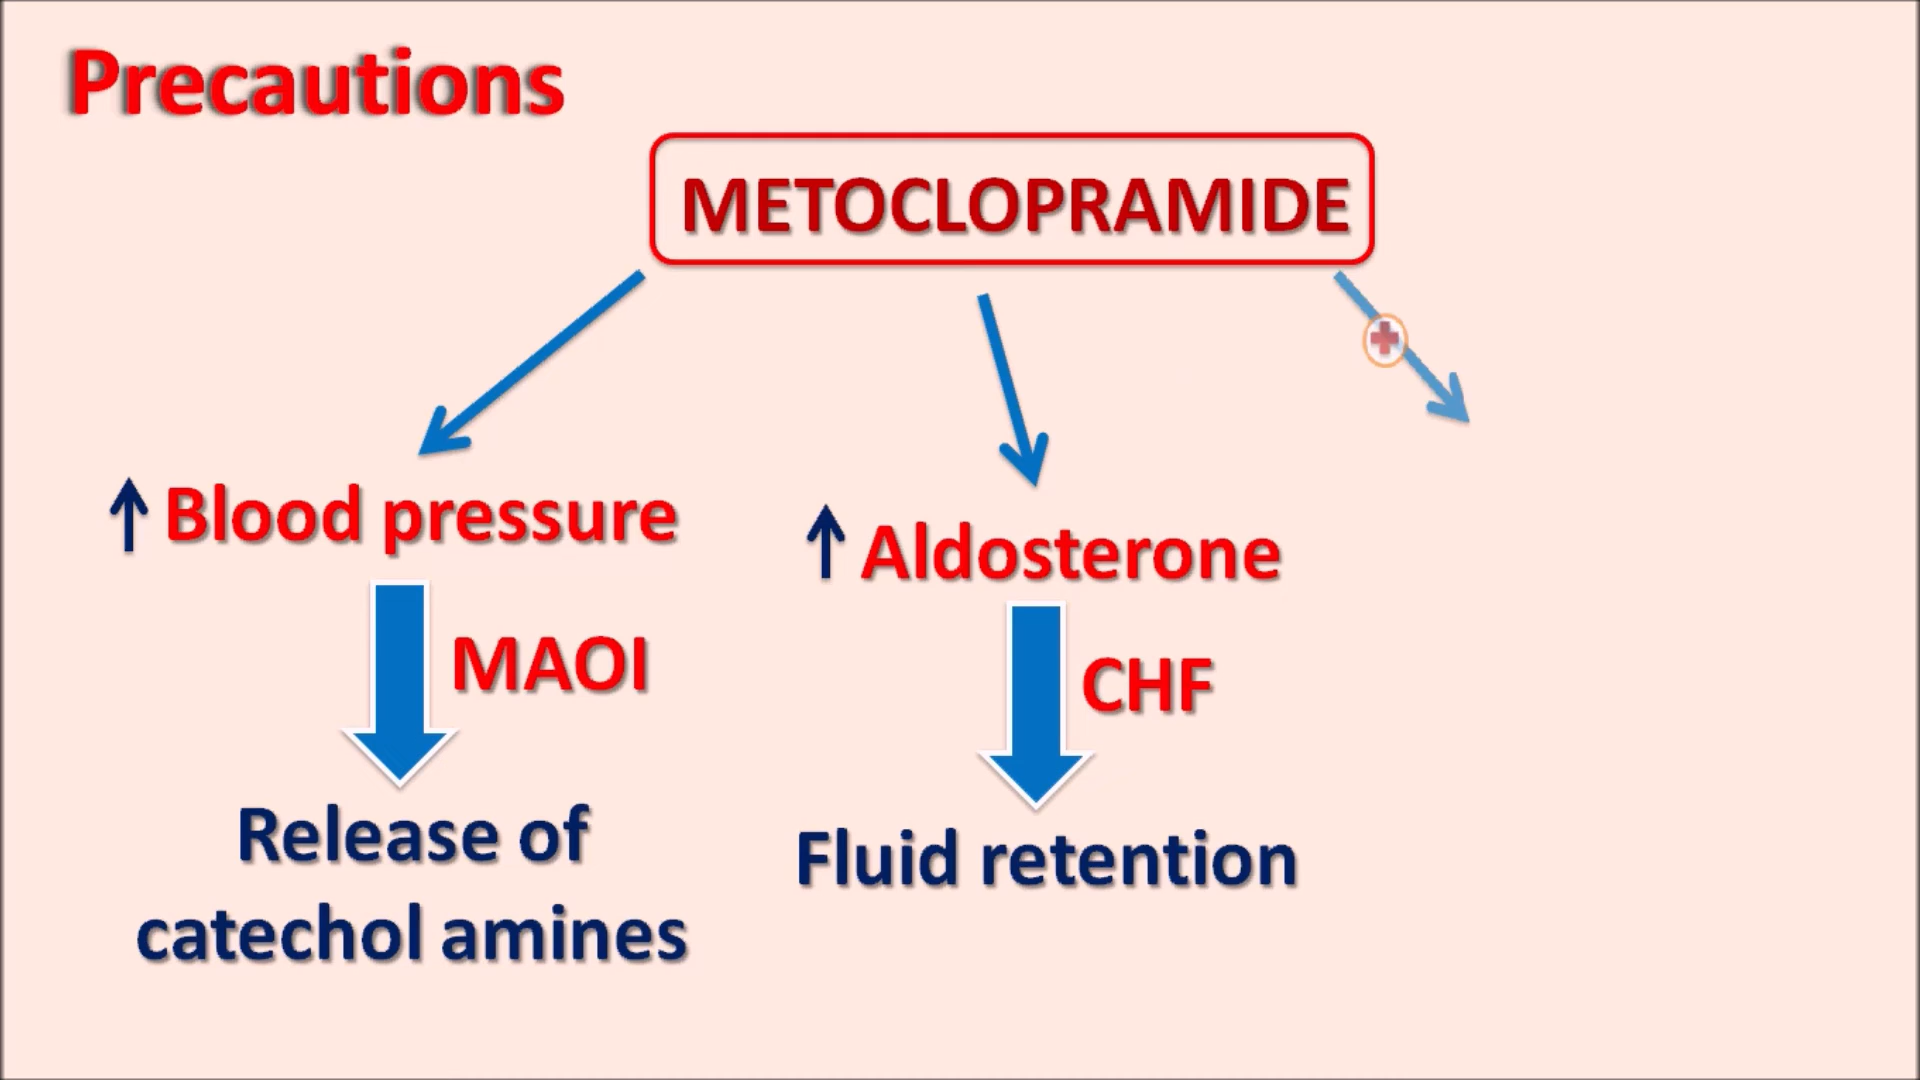 Precautions
METOCLOPRAMIDE
↑ Blood pressure
MAOI
Release of
catechol amines
↑ Aldosterone
CHF
Fluid retention